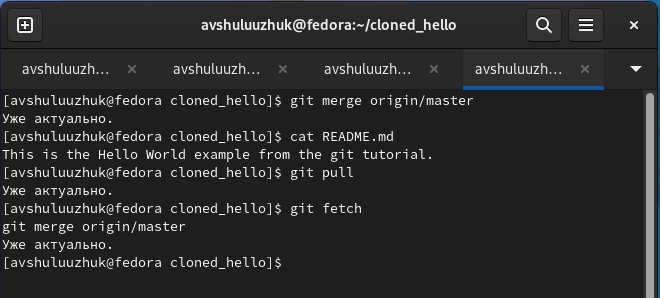 avshuluuzhuk@fedora:~/cloned_hello
avshuluuzh… × avshuluuzh… × avshuluuzh… × avshuluuzh… ×
[avshuluuzhuk@fedora cloned_hello]$ git merge origin/master
Уже актуально.
[avshuluuzhuk@fedora cloned_hello]$ cat README.md
This is the Hello World example from the git tutorial.
[avshuluuzhuk@fedora cloned_hello]$ git pull
Уже актуально.
[avshuluuzhuk@fedora cloned_hello]$ git fetch
git merge origin/master
Уже актуально.
[avshuluuzhuk@fedora cloned_hello]$